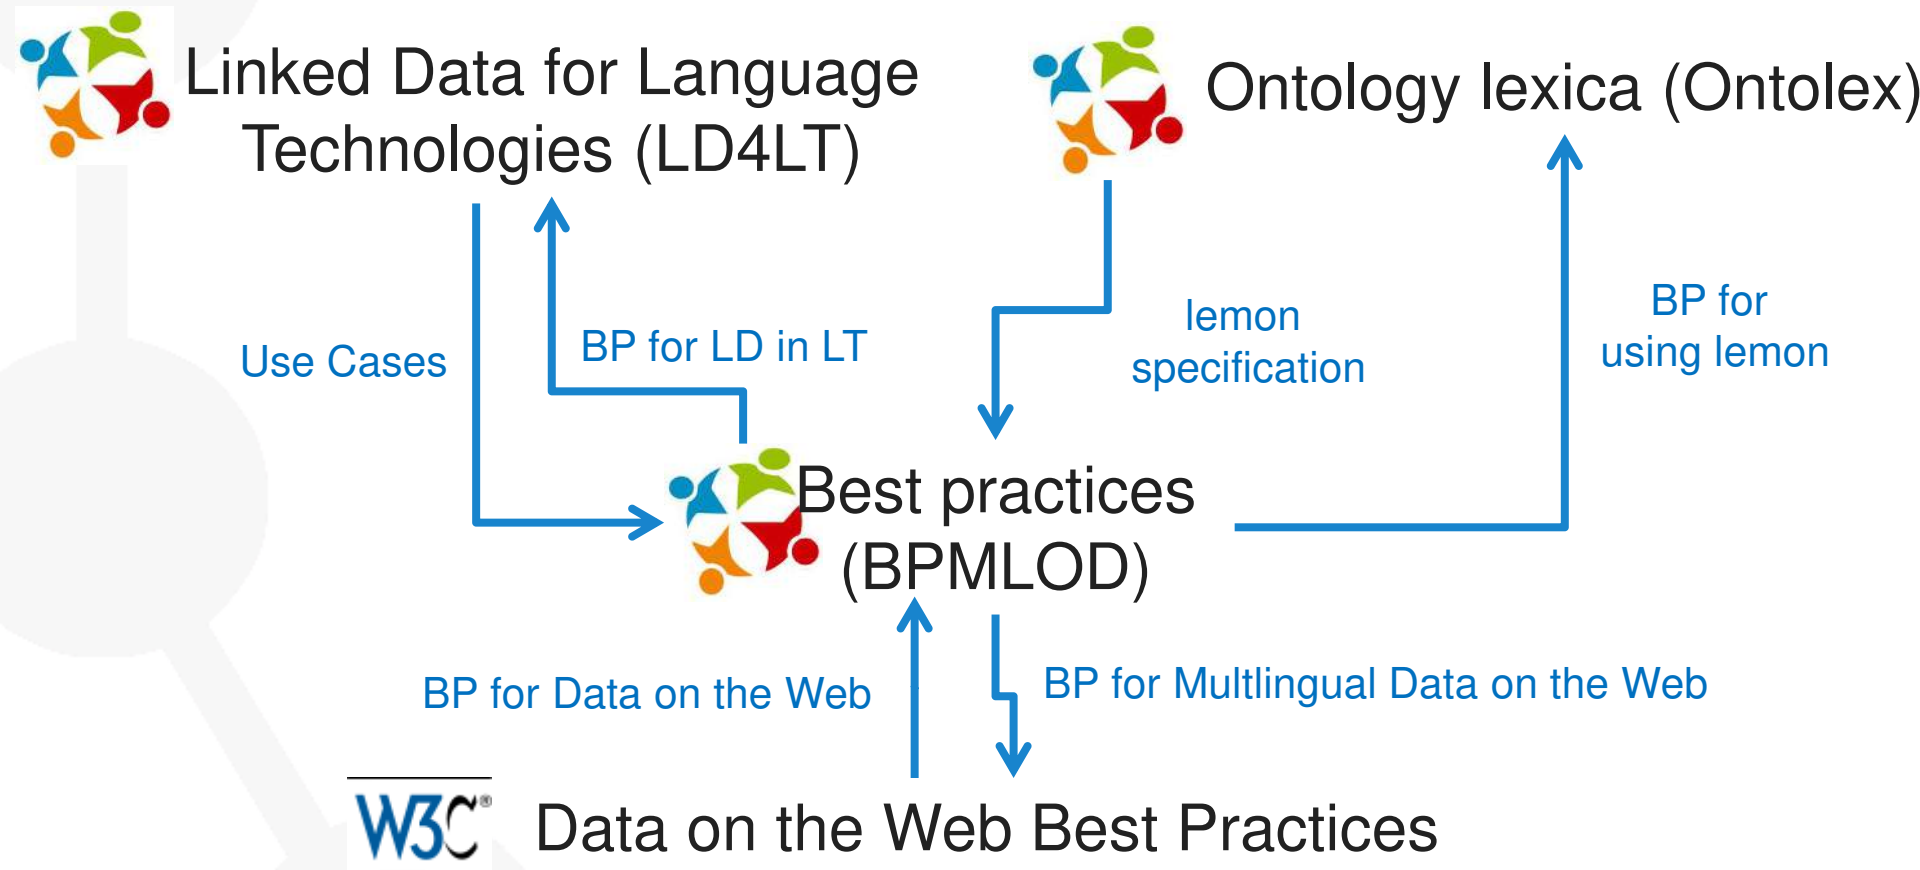 Linked Data for Language
Technologies (LD4LT)
Ontology lexica (Ontolex)
Use Cases
BP for LD in LT
lemon
specification
BP for
using lemon
Best practices
(BPMLOD)
BP for Data on the Web
BP for Multlingual Data on the Web
W3C®
Data on the Web Best Practices